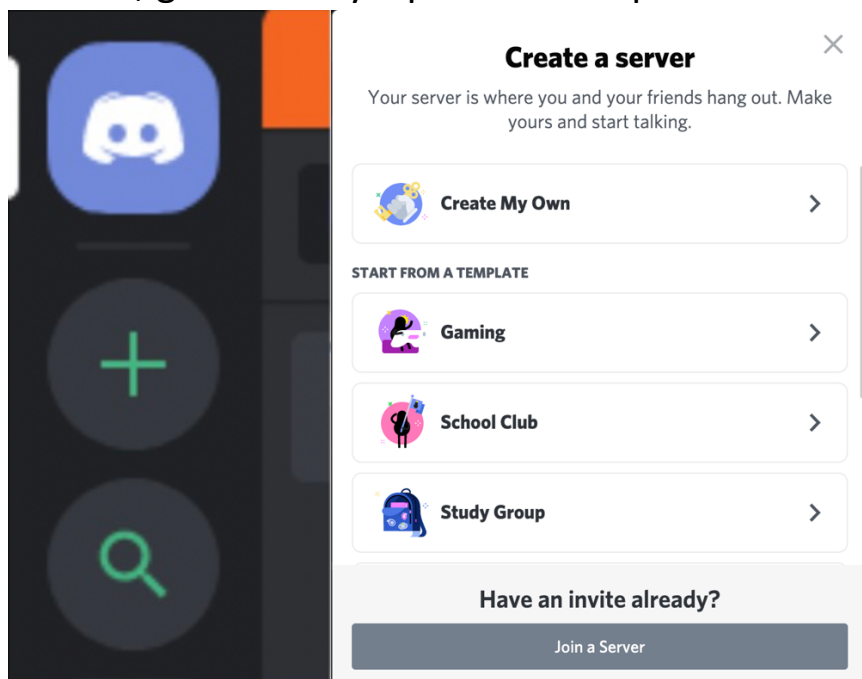 Create a server
Your server is where you and your friends hang out. Make
yours and start talking.
Create My Own
START FROM A TEMPLATE
Gaming
School Club
Study Group
Have an invite already?
Join a Server